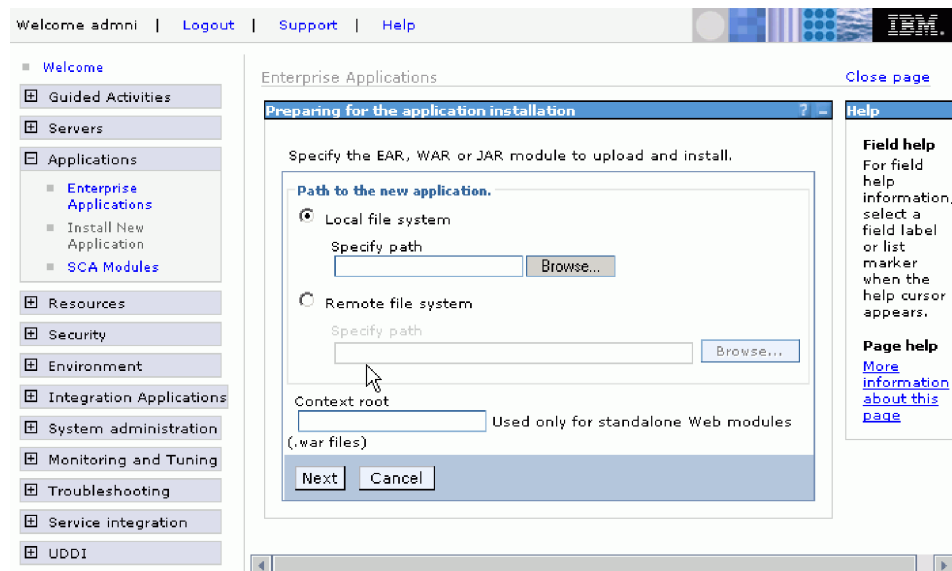 Welcome admni | Logout | Support | Help
IBM.
Welcome
Guided Activities
Servers
Applications
Enterprise
Applications
Install New
Application
SCA Modules
Resources
Security
Environment
Integration Applications
System administration
Monitoring and Tuning
Troubleshooting
Service integration
UDDI
Enterprise Applications
Close page
Preparing for the application installation ? –
Specify the EAR, WAR or JAR module to upload and install.
Path to the new application.
Local file system
Specify path
Browse...
Remote file system
Specify path
Browse...
Context root
Used only for standalone Web modules
(.war files)
Next Cancel
Help
Field help
For field
help
information,
select a
field label
or list
marker
when the
help cursor
appears.
Page help
More
information
about this
page